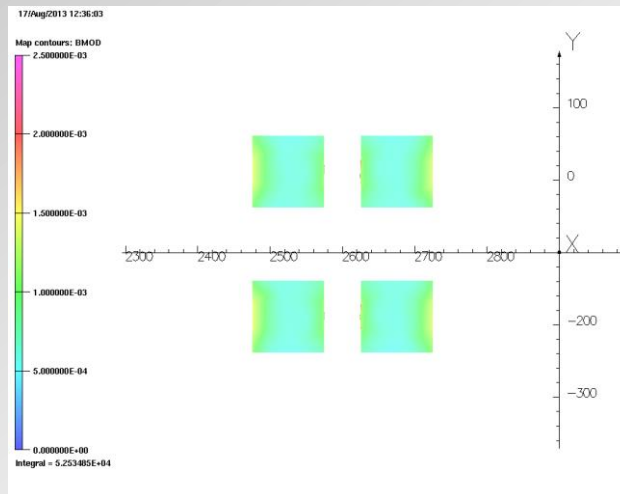 17/Aug/2013 12:36:03
Map contours: BMOD
2.500000E-03
2.000000E-03
1.500000E-03
1.000000E-03
5.000000E-04
0.000000E+00
Integral = 5.253485E+04
Y
100
0
X
2300 2400 2500 2600 2700 2800
-200
-300